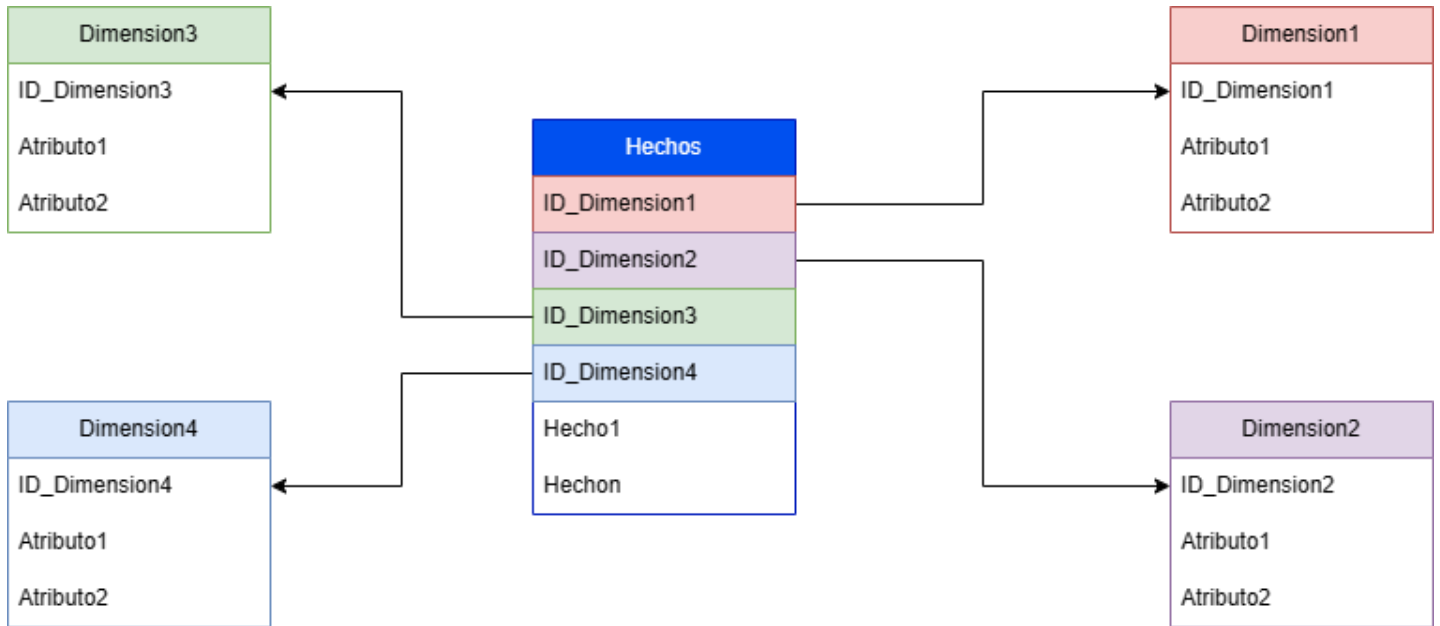 Dimension3
ID_Dimension3
Atributo1
Atributo2
Dimension4
ID_Dimension4
Atributo1
Atributo2
Hechos
ID_Dimension1
ID_Dimension2
ID_Dimension3
ID_Dimension4
Hecho1
Hechon
Dimension1
ID_Dimension1
Atributo1
Atributo2
Dimension2
ID_Dimension2
Atributo1
Atributo2